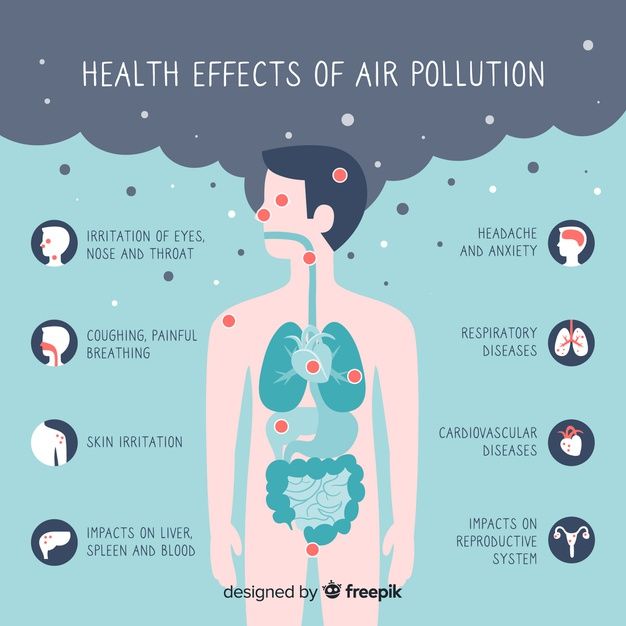 HEALTH EFFECTS OF AIR POLLUTION
IRRITATION OF EYES,
NOSE AND THROAT
COUGHING, PAINFUL
BREATHING
SKIN IRRITATION
IMPACTS ON LIVER,
SPLEEN AND BLOOD
HEADACHE
AND ANXIETY
RESPIRATORY
DISEASES
CARDIOVASCULAR
DISEASES
IMPACTS ON
REPRODUCTIVE
SYSTEM
designed by freepik